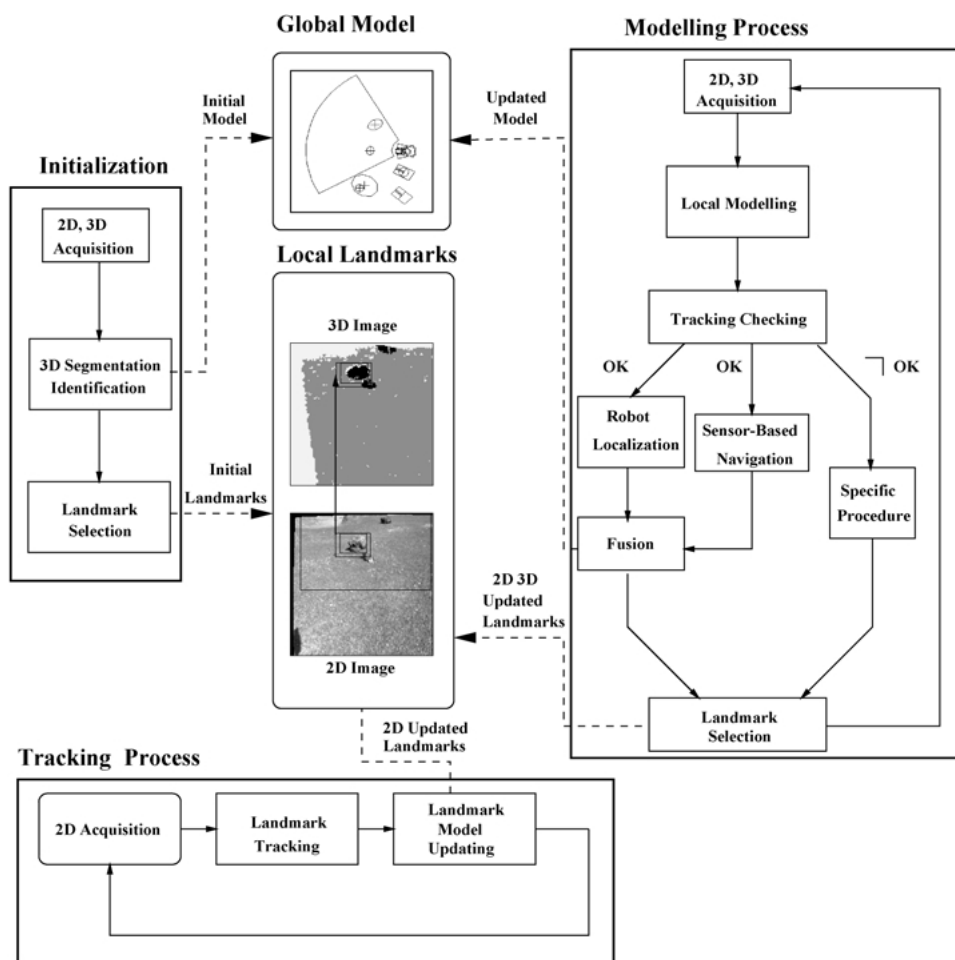 Global Model
Initial
Model
Updated
Model
Modelling Process
2D, 3D
Acquisition
Local Modelling
Tracking Checking
OK
OK
¬ OK
Robot
Localization
Sensor-Based
Navigation
Specific
Procedure
Fusion
Landmark
Selection
Initialization
2D, 3D
Acquisition
3D Segmentation
Identification
Landmark
Selection
Initial
Landmarks
Local Landmarks
3D Image
2D Image
2D 3D
Updated
Landmarks
2D Updated
Landmarks
Tracking Process
2D Acquisition
Landmark
Tracking
Landmark
Model
Updating